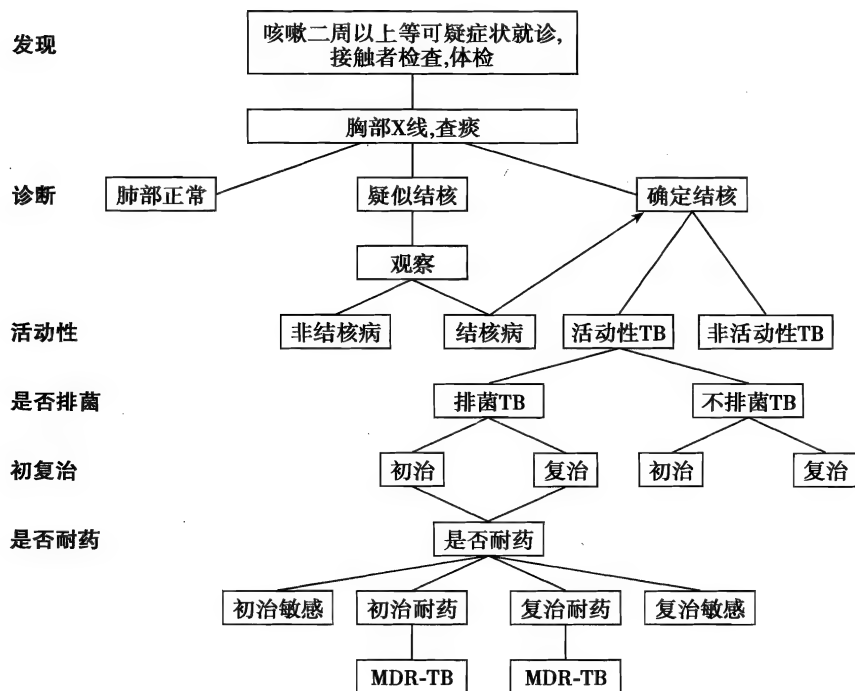 发现
咳嗽二周以上等可疑症状就诊,
接触者检查,体检
胸部X线,查痰
诊断
肺部正常
疑似结核
确定结核
观察
活动性
非结核病
结核病
活动性TB
非活动性TB
是否排菌
排菌TB
不排菌TB
初复治
初治
复治
初治
复治
是否耐药
是否耐药
初治敏感
初治耐药
复治耐药
复治敏感
MDR-TB
MDR-TB